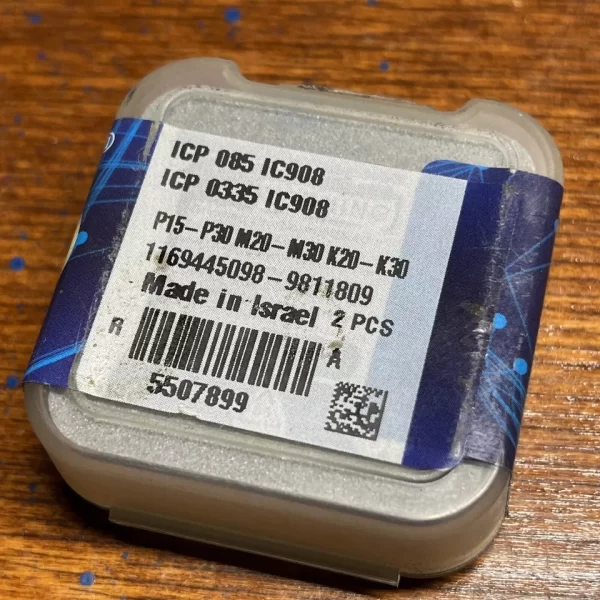 ICP 085 IC908
ICP 0335 IC908
P15-P30 M20-M30 K20-K30
1169445098-9811809
Made in Israel 2 PCS
R A
5507899